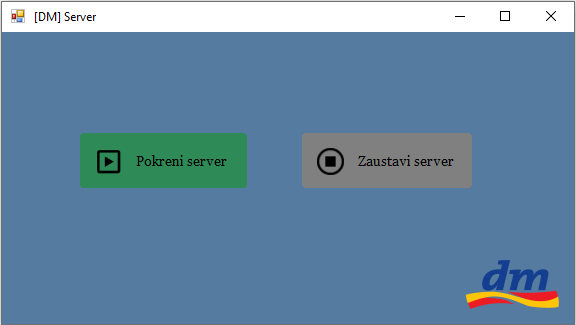 [DM] Server
Pokreni server
Zaustavi server
dm